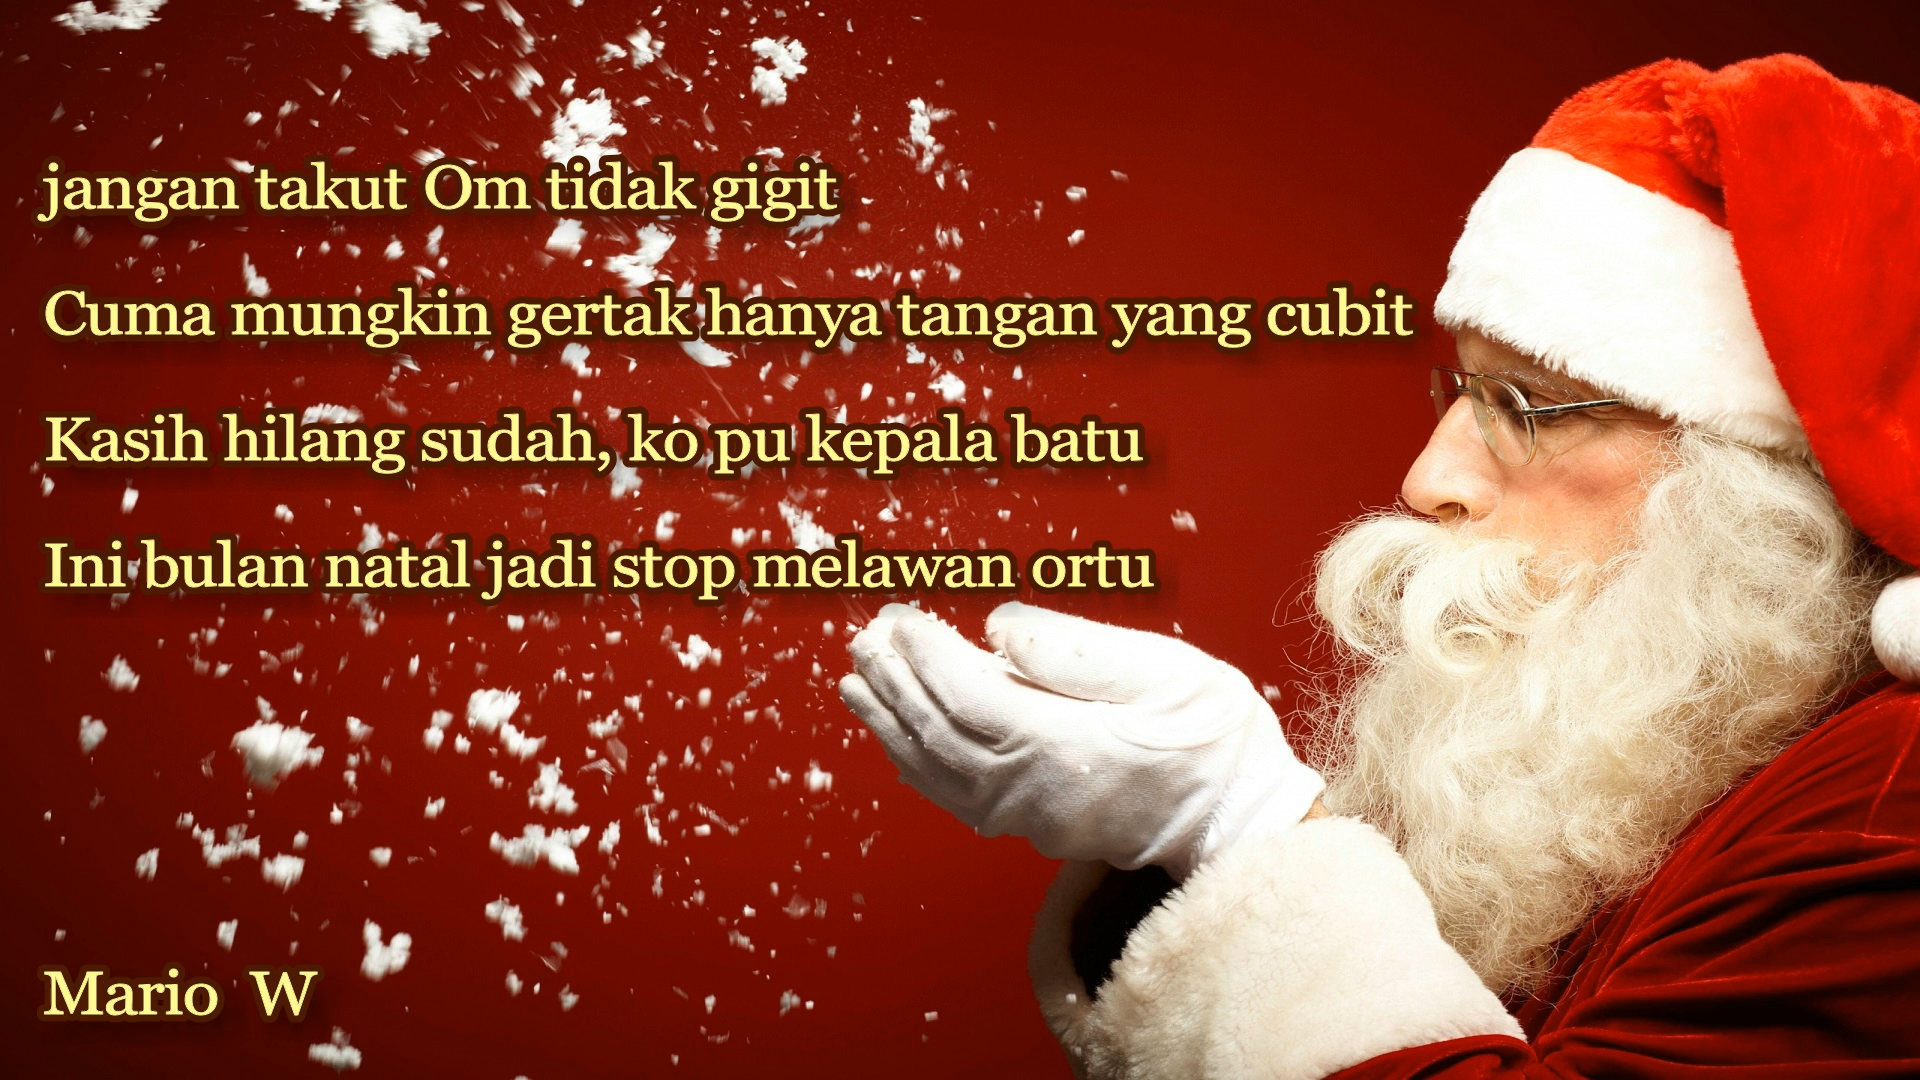 jangan takut Om tidak gigit
Cuma mungkin gertak hanya tangan yang cubit
Kasih hilang sudah, ko pu kepala batu
Ini bulan natal jadi stop melawan ortu
Mario W